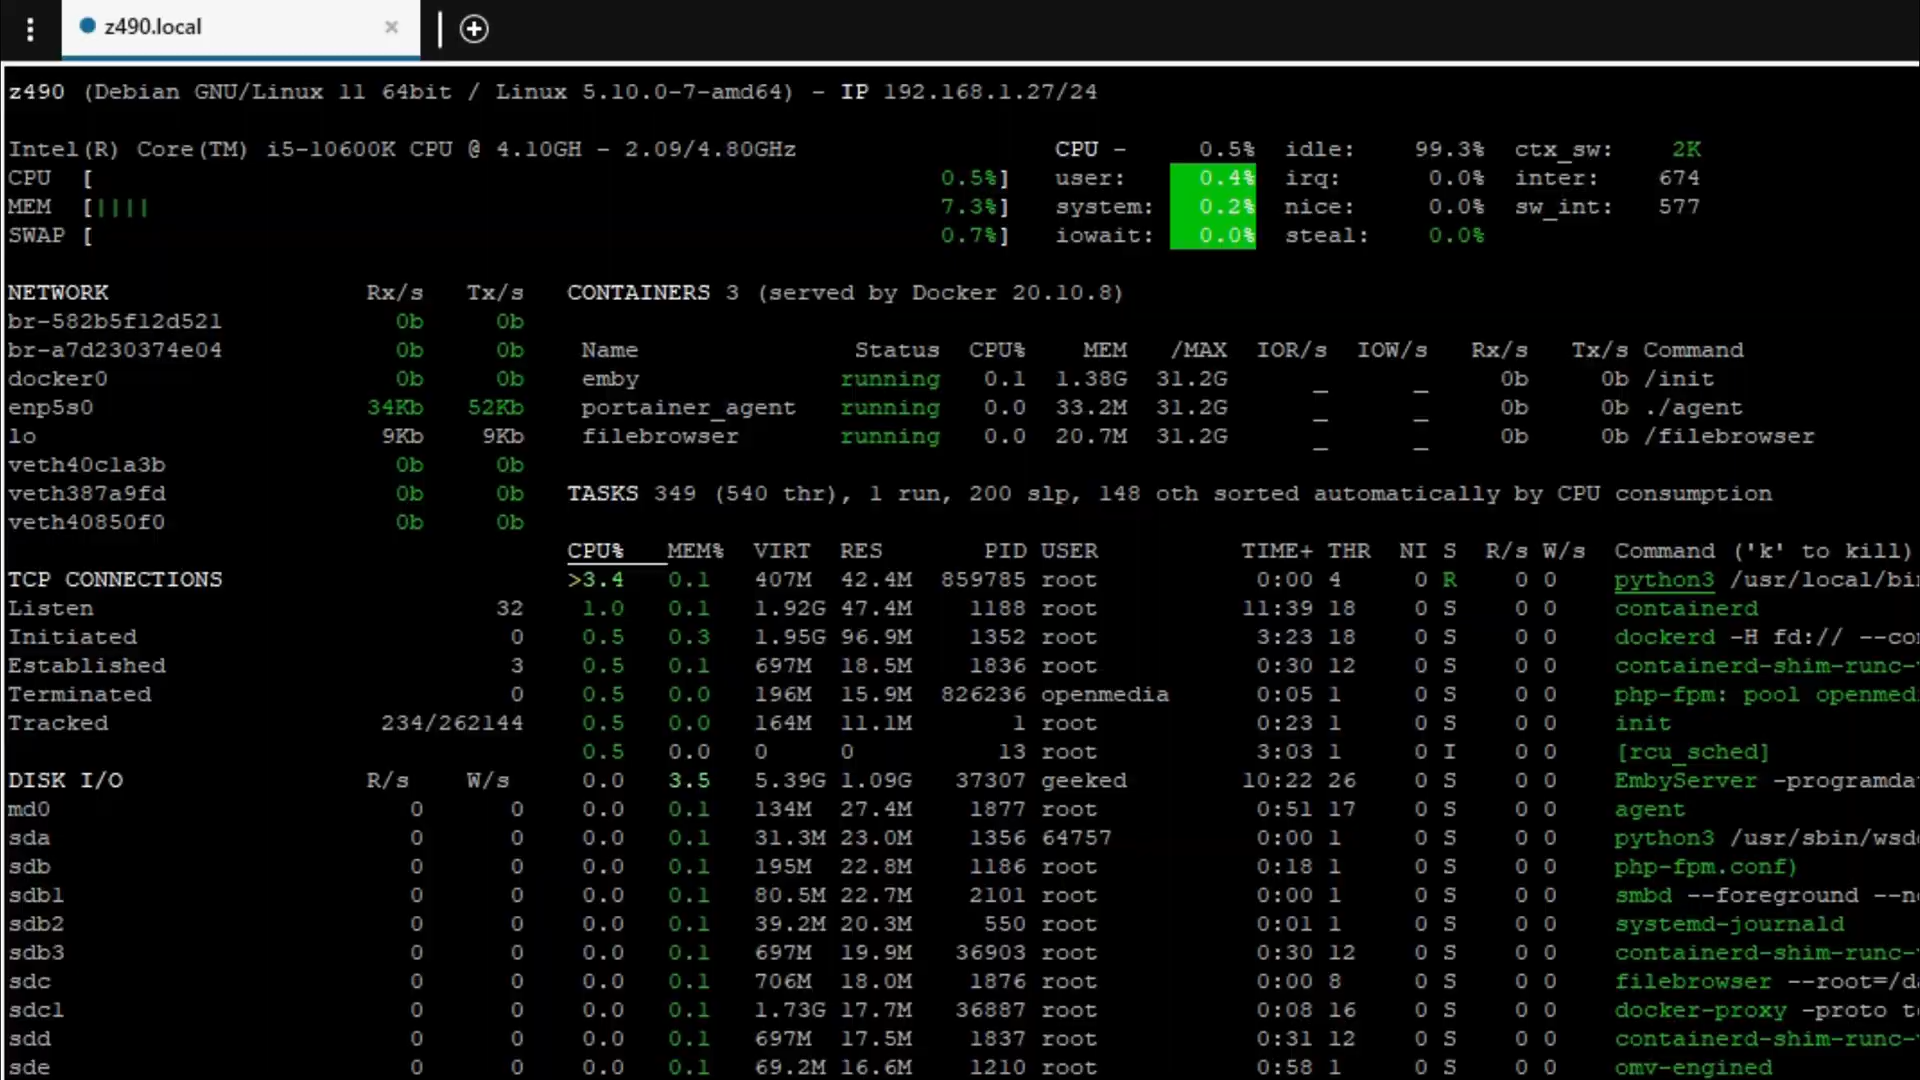 z490.local
z490 (Debian GNU/Linux 11 64bit / Linux 5.10.0-7-amd64) - IP 192.168.1.27/24
Intel(R) Core(TM) i5-10600K CPU @ 4.10GH - 2.09/4.80GHz CPU - 0.5% idle: 99.3% ctx_sw: 2K
CPU [ 0.5%] user: 0.4% irq: 0.0% inter: 674
MEM [|||| 7.3%] system: 0.2% nice: 0.0% sw_int: 577
SWAP [ 0.7%] iowait: 0.0% steal: 0.0%
NETWORK Rx/s Tx/s CONTAINERS 3 (served by Docker 20.10.8)
br-582b5f12d521 0b 0b
br-a7d230374e04 0b 0b Name Status CPU% MEM /MAX IOR/s IOW/s Rx/s Tx/s Command
docker0 0b 0b emby running 0.1 1.38G 31.2G _ _ 0b 0b /init
enp5s0 34Kb 52Kb portainer_agent running 0.0 33.2M 31.2G _ _ 0b 0b ./agent
lo 9Kb 9Kb filebrowser running 0.0 20.7M 31.2G _ _ 0b 0b /filebrowser
veth40c1a3b 0b 0b
veth387a9fd 0b 0b TASKS 349 (540 thr), 1 run, 200 slp, 148 oth sorted automatically by CPU consumption
veth40850f0 0b 0b
CPU% MEM% VIRT RES PID USER TIME+ THR NI S R/s W/s Command ('k' to kill)
TCP CONNECTIONS >3.4 0.1 407M 42.4M 859785 root 0:00 4 0 R 0 0 python3 /usr/local/bin
Listen 32 1.0 0.1 1.92G 47.4M 1188 root 11:39 18 0 S 0 0 containerd
Initiated 0 0.5 0.3 1.95G 96.9M 1352 root 3:23 18 0 S 0 0 dockerd -H fd:// --con
Established 3 0.5 0.1 697M 18.5M 1836 root 0:30 12 0 S 0 0 containerd-shim-runc-
Terminated 0 0.5 0.0 196M 15.9M 826236 openmedia 0:05 1 0 S 0 0 php-fpm: pool openmedi
Tracked 234/262144 0.5 0.0 164M 11.1M 1 root 0:23 1 0 S 0 0 init
0.5 0.0 0 0 13 root 3:03 1 0 I 0 0 [rcu_sched]
DISK I/O R/s W/s 0.0 3.5 5.39G 1.09G 37307 geeked 10:22 26 0 S 0 0 EmbyServer -programda
md0 0 0 0.0 0.1 134M 27.4M 1877 root 0:51 17 0 S 0 0 agent
sda 0 0 0.0 0.1 31.3M 23.0M 1356 64757 0:00 1 0 S 0 0 python3 /usr/sbin/wsd
sdb 0 0 0.0 0.1 195M 22.8M 1186 root 0:18 1 0 S 0 0 php-fpm.conf)
sdb1 0 0 0.0 0.1 80.5M 22.7M 2101 root 0:00 1 0 S 0 0 smbd --foreground --n
sdb2 0 0 0.0 0.1 39.2M 20.3M 550 root 0:01 1 0 S 0 0 systemd-journald
sdb3 0 0 0.0 0.1 697M 19.9M 36903 root 0:30 12 0 S 0 0 containerd-shim-runc-
sdc 0 0 0.0 0.1 706M 18.0M 1876 root 0:00 8 0 S 0 0 filebrowser --root=/d
sdc1 0 0 0.0 0.1 1.73G 17.7M 36887 root 0:08 16 0 S 0 0 docker-proxy -proto t
sdd 0 0 0.0 0.1 697M 17.5M 1837 root 0:31 12 0 S 0 0 containerd-shim-runc-
sde 0 0 0.0 0.1 69.2M 16.6M 1210 root 0:58 1 0 S 0 0 omv-engined